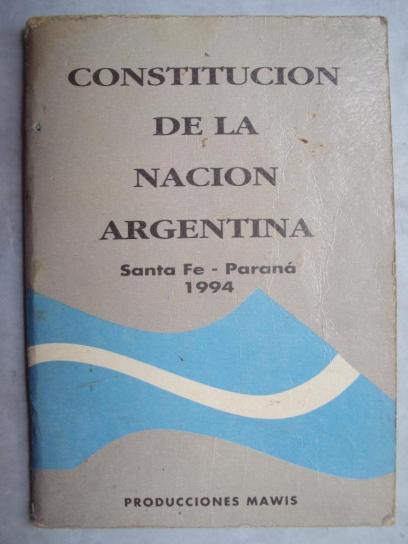 CONSTITUCION
DE LA
NACION
ARGENTINA
Santa Fe - Paraná
1994
PRODUCCIONES MAWIS